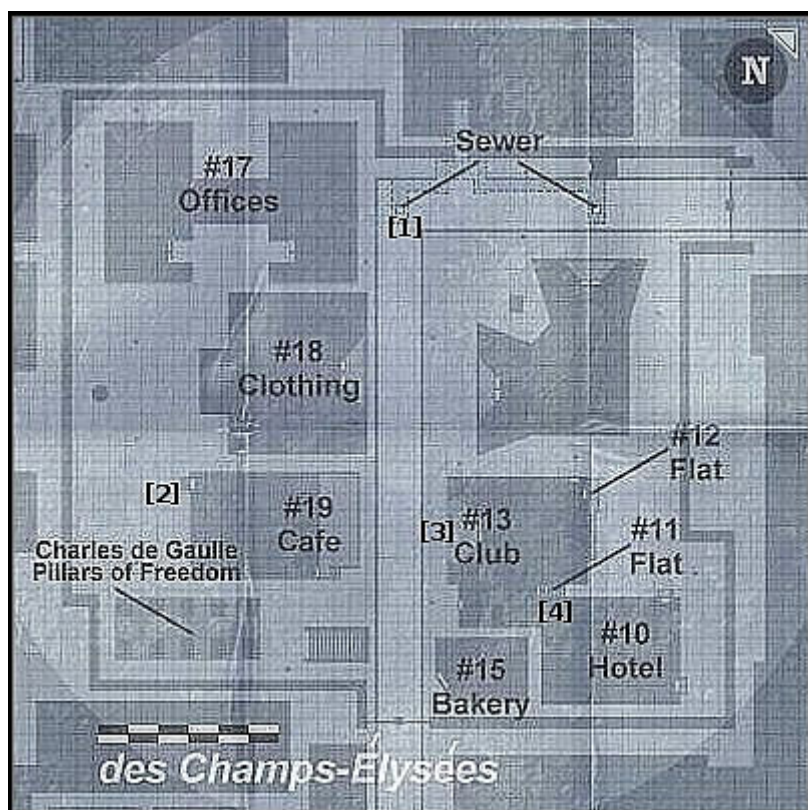 N
Sewer
#17
Offices
[1]
#18
Clothing
#12
Flat
[2]
#19
Cafe
[3]
#13
Club
#11
Flat
Charles de Gaulle
Pillars of Freedom
[4]
#10
Hotel
#15
Bakery
des Champs-Élysées